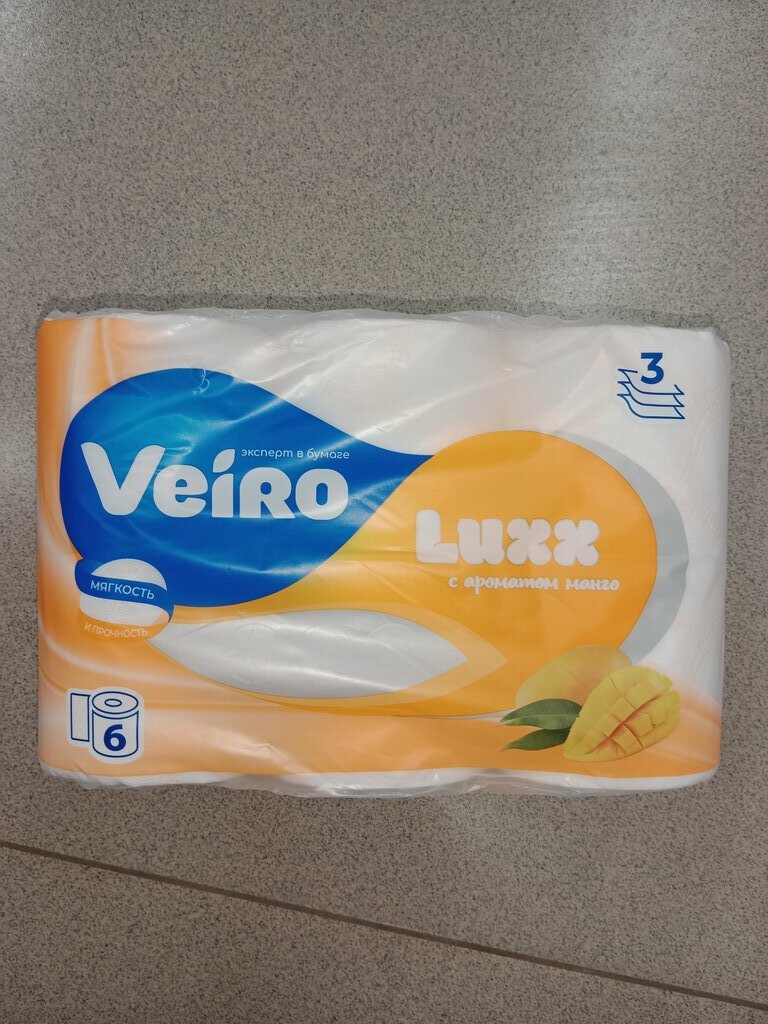 3
эксперт в бумаге
Veiro
Luxx
с ароматом манго
МЯГКОСТЬ
И ПРОЧНОСТЬ
6